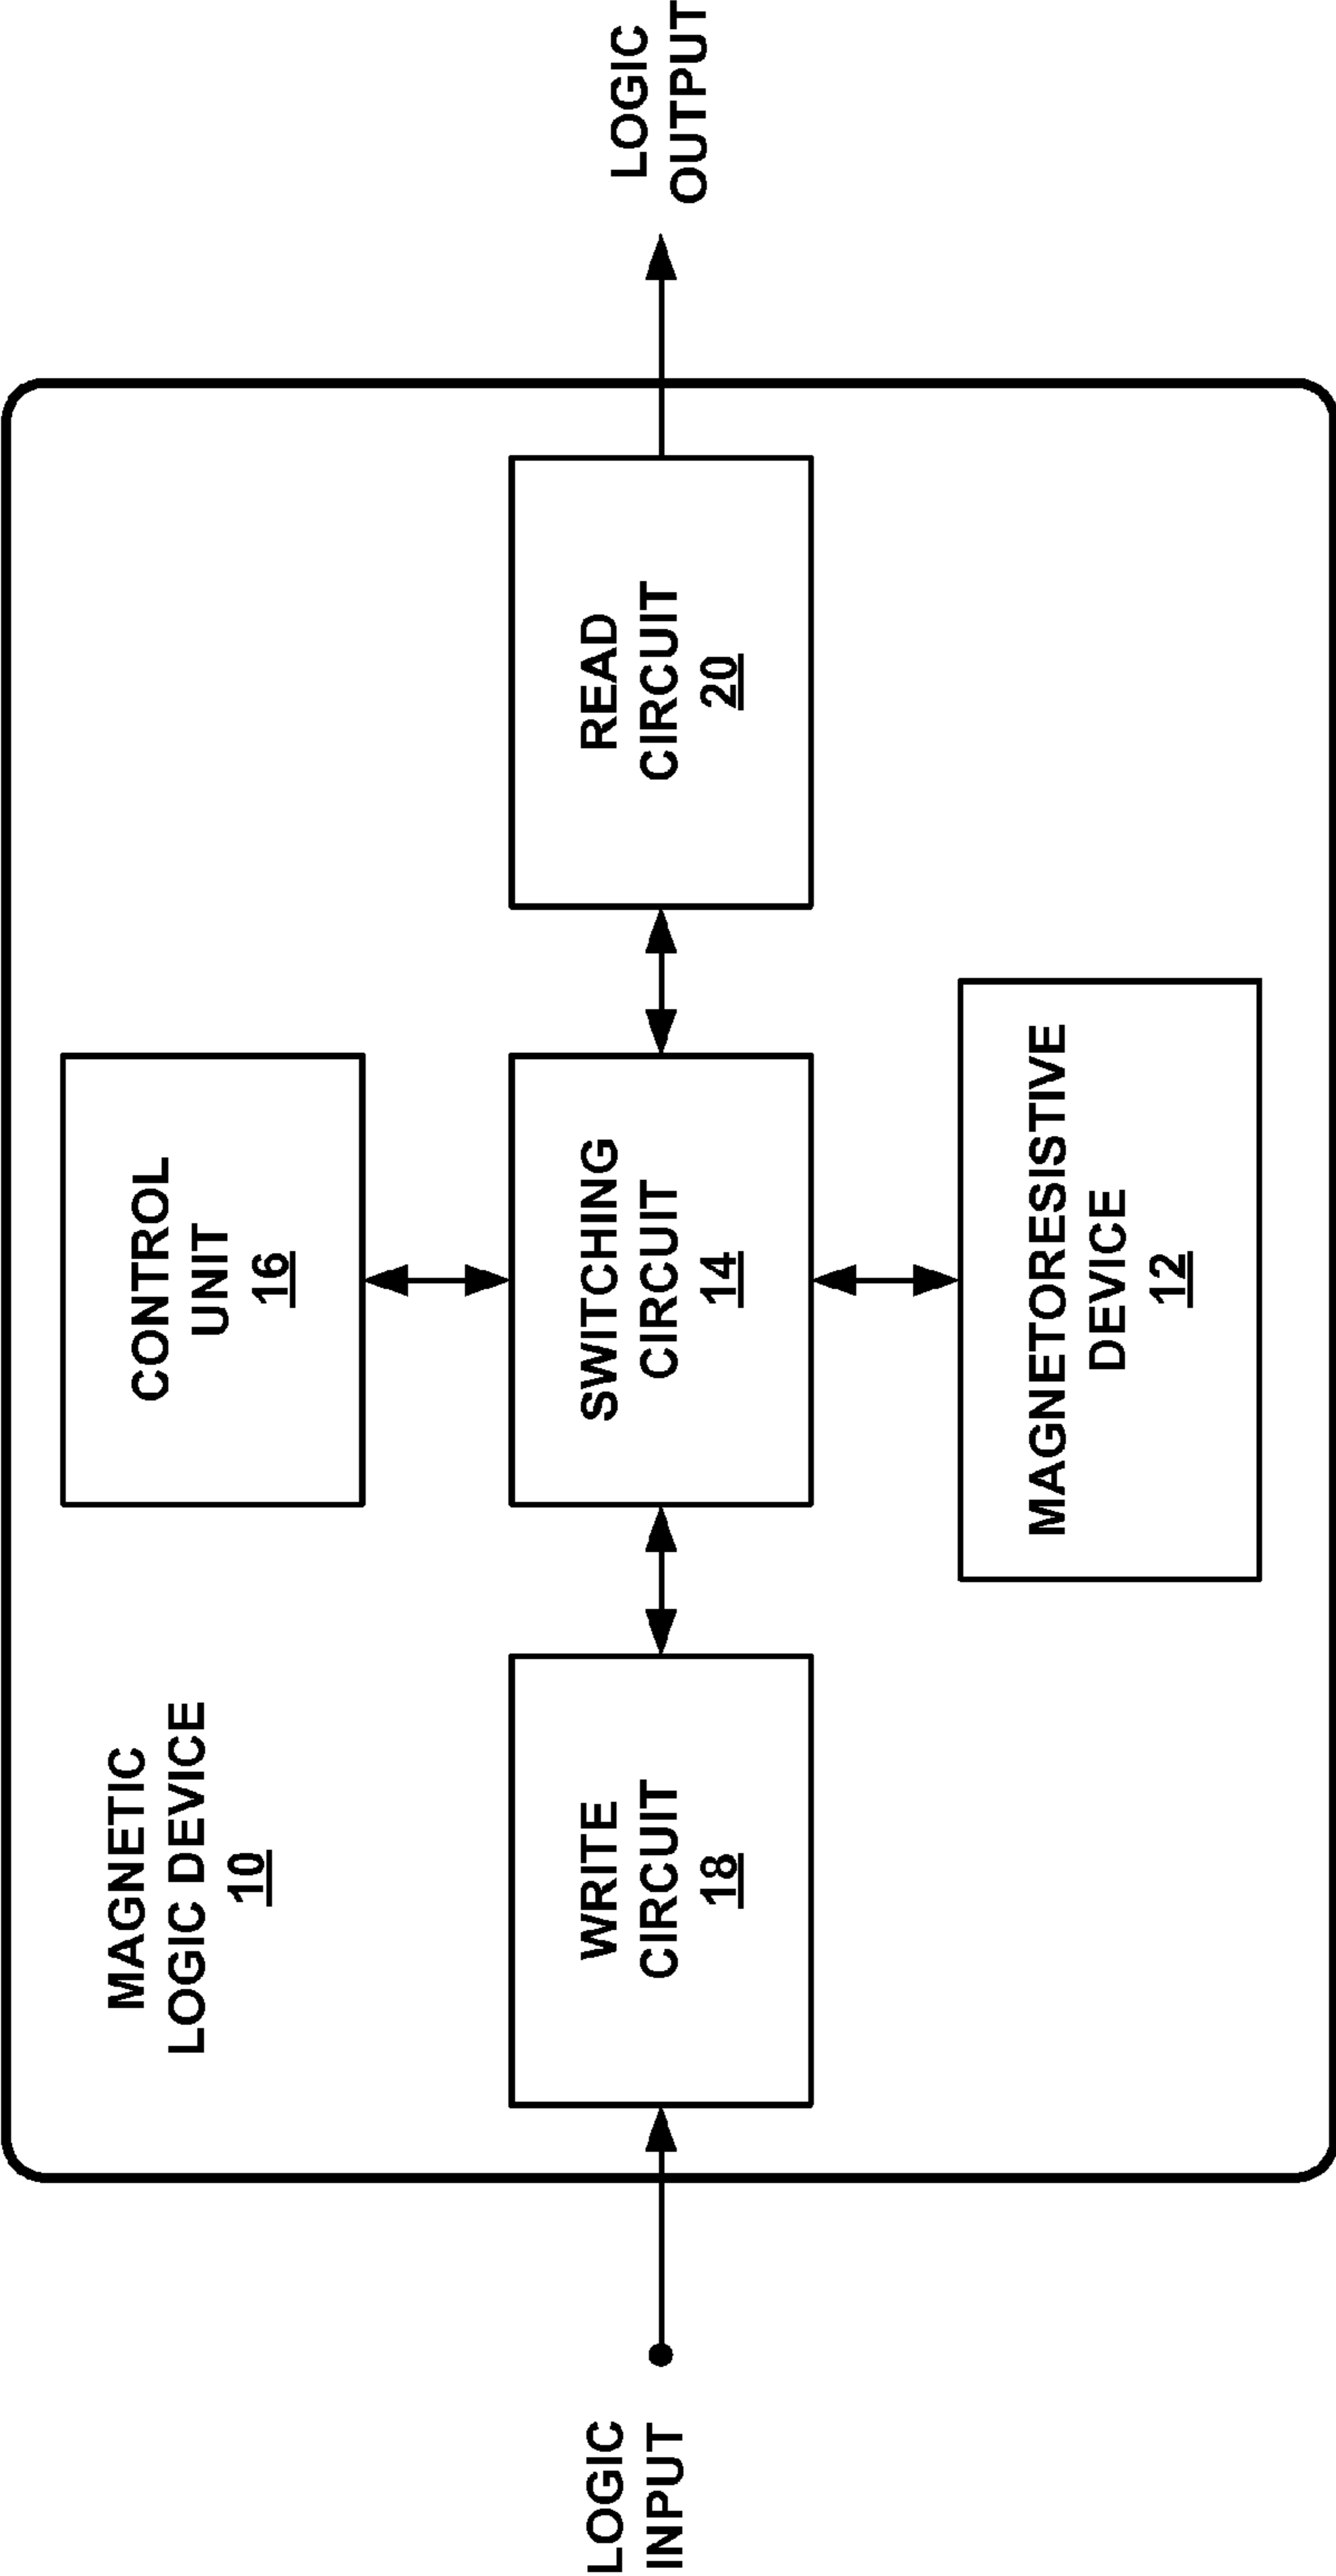 MAGNETIC
LOGIC DEVICE
10
CONTROL
UNIT
16
LOGIC
INPUT
WRITE
CIRCUIT
18
SWITCHING
CIRCUIT
14
READ
CIRCUIT
20
LOGIC
OUTPUT
MAGNETORESISTIVE
DEVICE
12